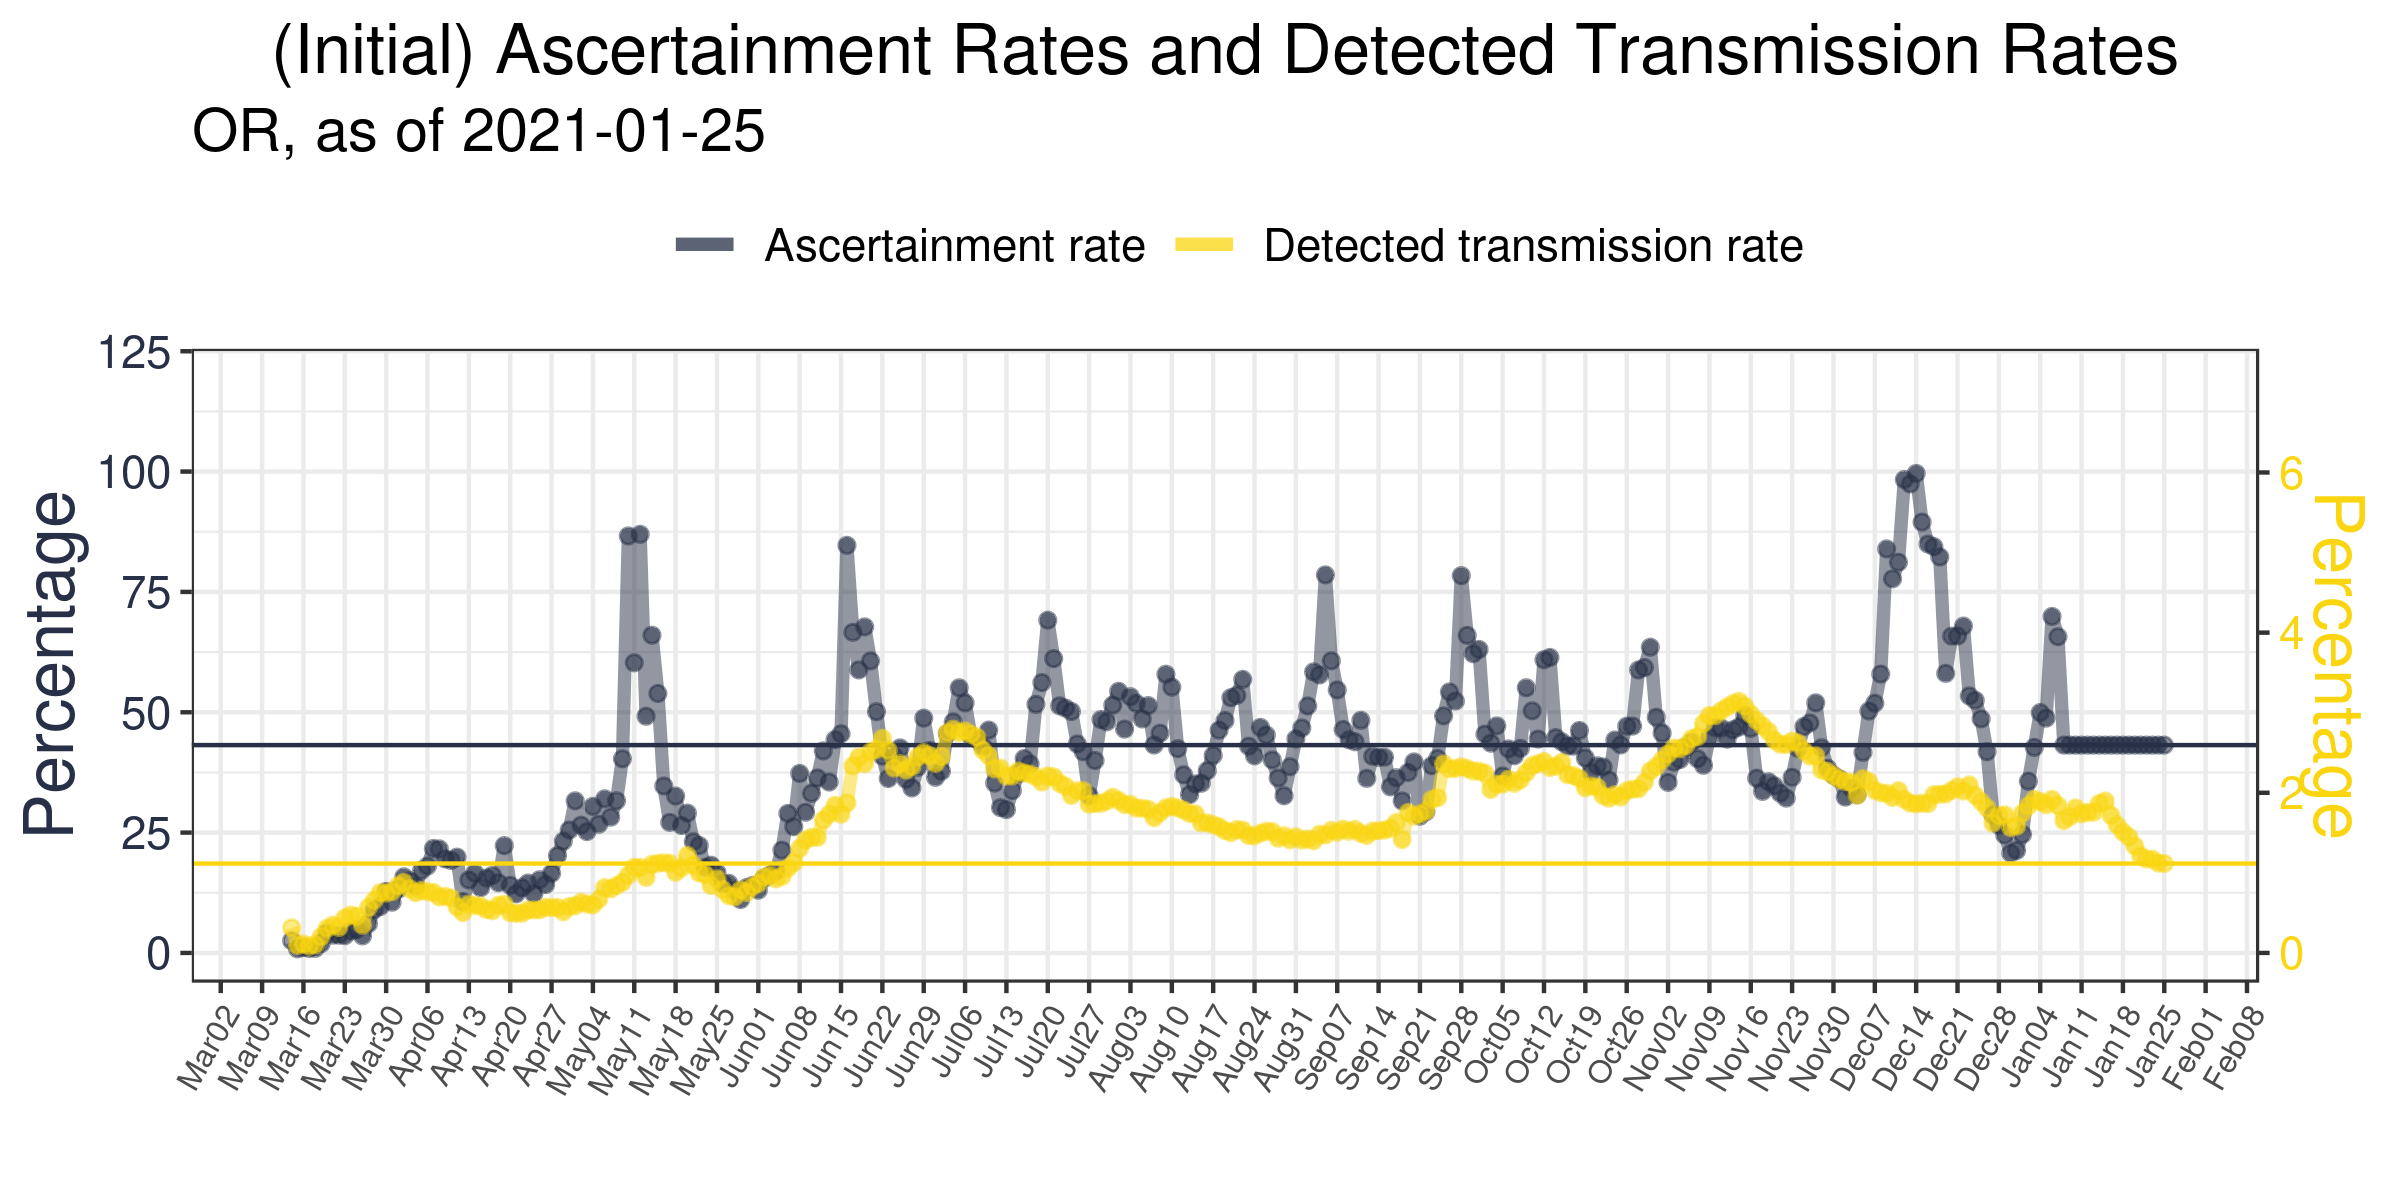 (Initial) Ascertainment Rates and Detected Transmission Rates
OR, as of 2021-01-25
Ascertainment rate
Detected transmission rate
Percentage
125
100
75
50
25
0
6
4
2
0
Percentage
Mar02
Mar09
Mar16
Mar23
Mar30
Apr06
Apr13
Apr20
Apr27
May04
May11
May18
May25
Jun01
Jun08
Jun15
Jun22
Jun29
Jul06
Jul13
Jul20
Jul27
Aug03
Aug10
Aug17
Aug24
Aug31
Sep07
Sep14
Sep21
Sep28
Oct05
Oct12
Oct19
Oct26
Nov02
Nov09
Nov16
Nov23
Nov30
Dec07
Dec14
Dec21
Dec28
Jan04
Jan11
Jan18
Jan25
Feb01
Feb08